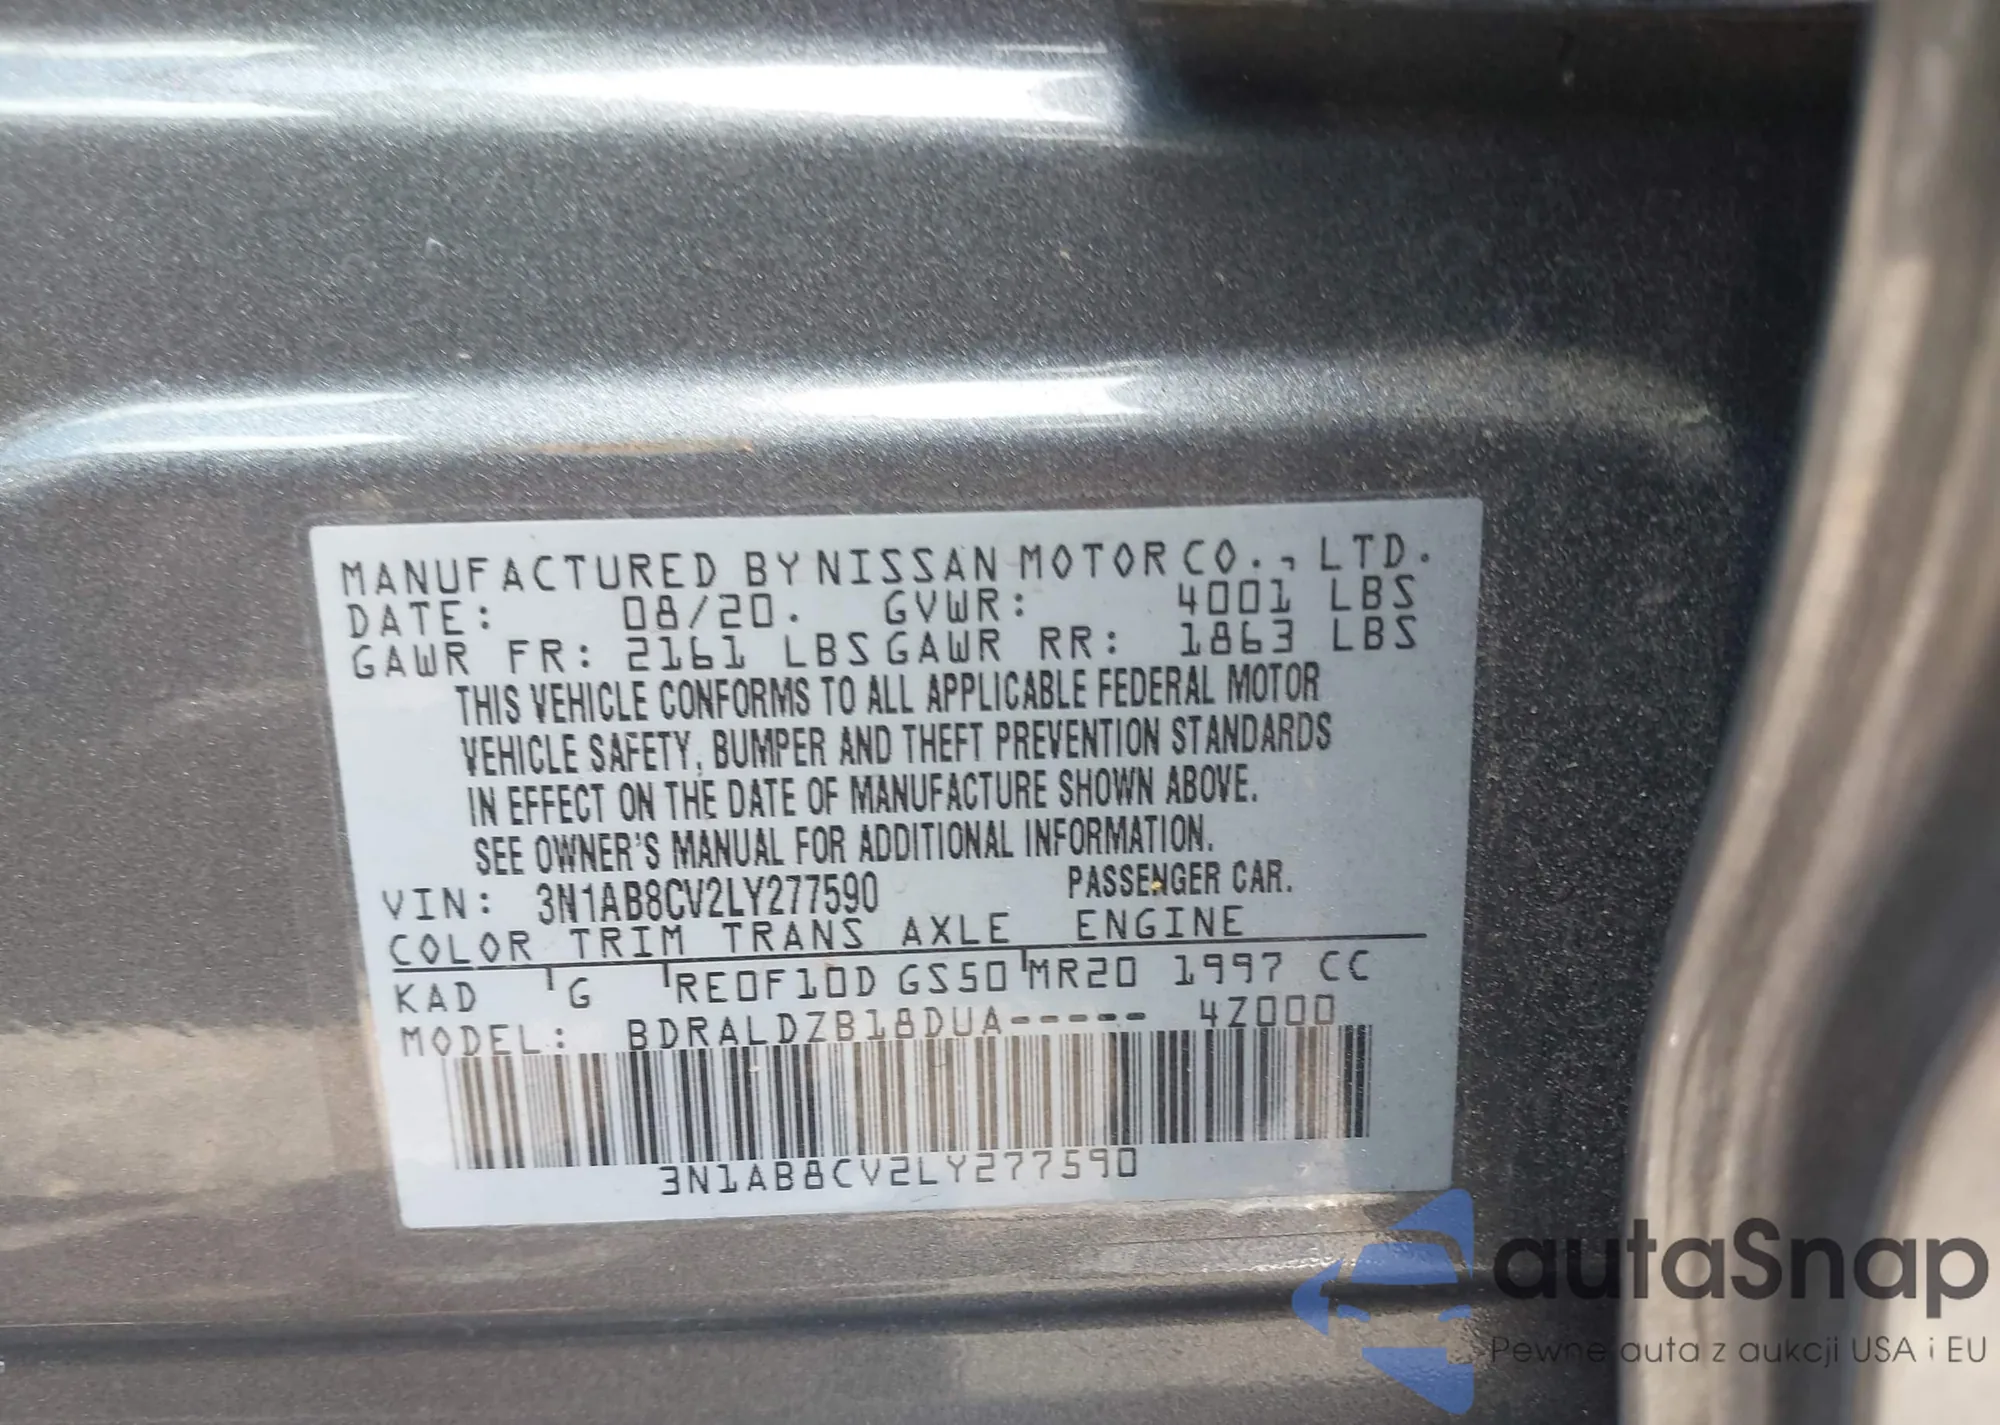 MANUFACTURED BY NISSAN MOTOR CO., LTD.
DATE: 08/20. GVWR: 4001 LBS
GAWR FR: 2161 LBS GAWR RR: 1863 LBS
THIS VEHICLE CONFORMS TO ALL APPLICABLE FEDERAL MOTOR
VEHICLE SAFETY, BUMPER AND THEFT PREVENTION STANDARDS
IN EFFECT ON THE DATE OF MANUFACTURE SHOWN ABOVE.
SEE OWNER'S MANUAL FOR ADDITIONAL INFORMATION.
VIN: 3N1AB8CV2LY277590 PASSENGER CAR.
COLOR TRIM TRANS AXLE ENGINE
KAD G RE0F10D GS50 MR20 1997 CC
MODEL: BDRALDZB18DUA----- 4Z000
3N1AB8CV2LY277590
autaSnap
Pewne auta z aukcji USA i EU